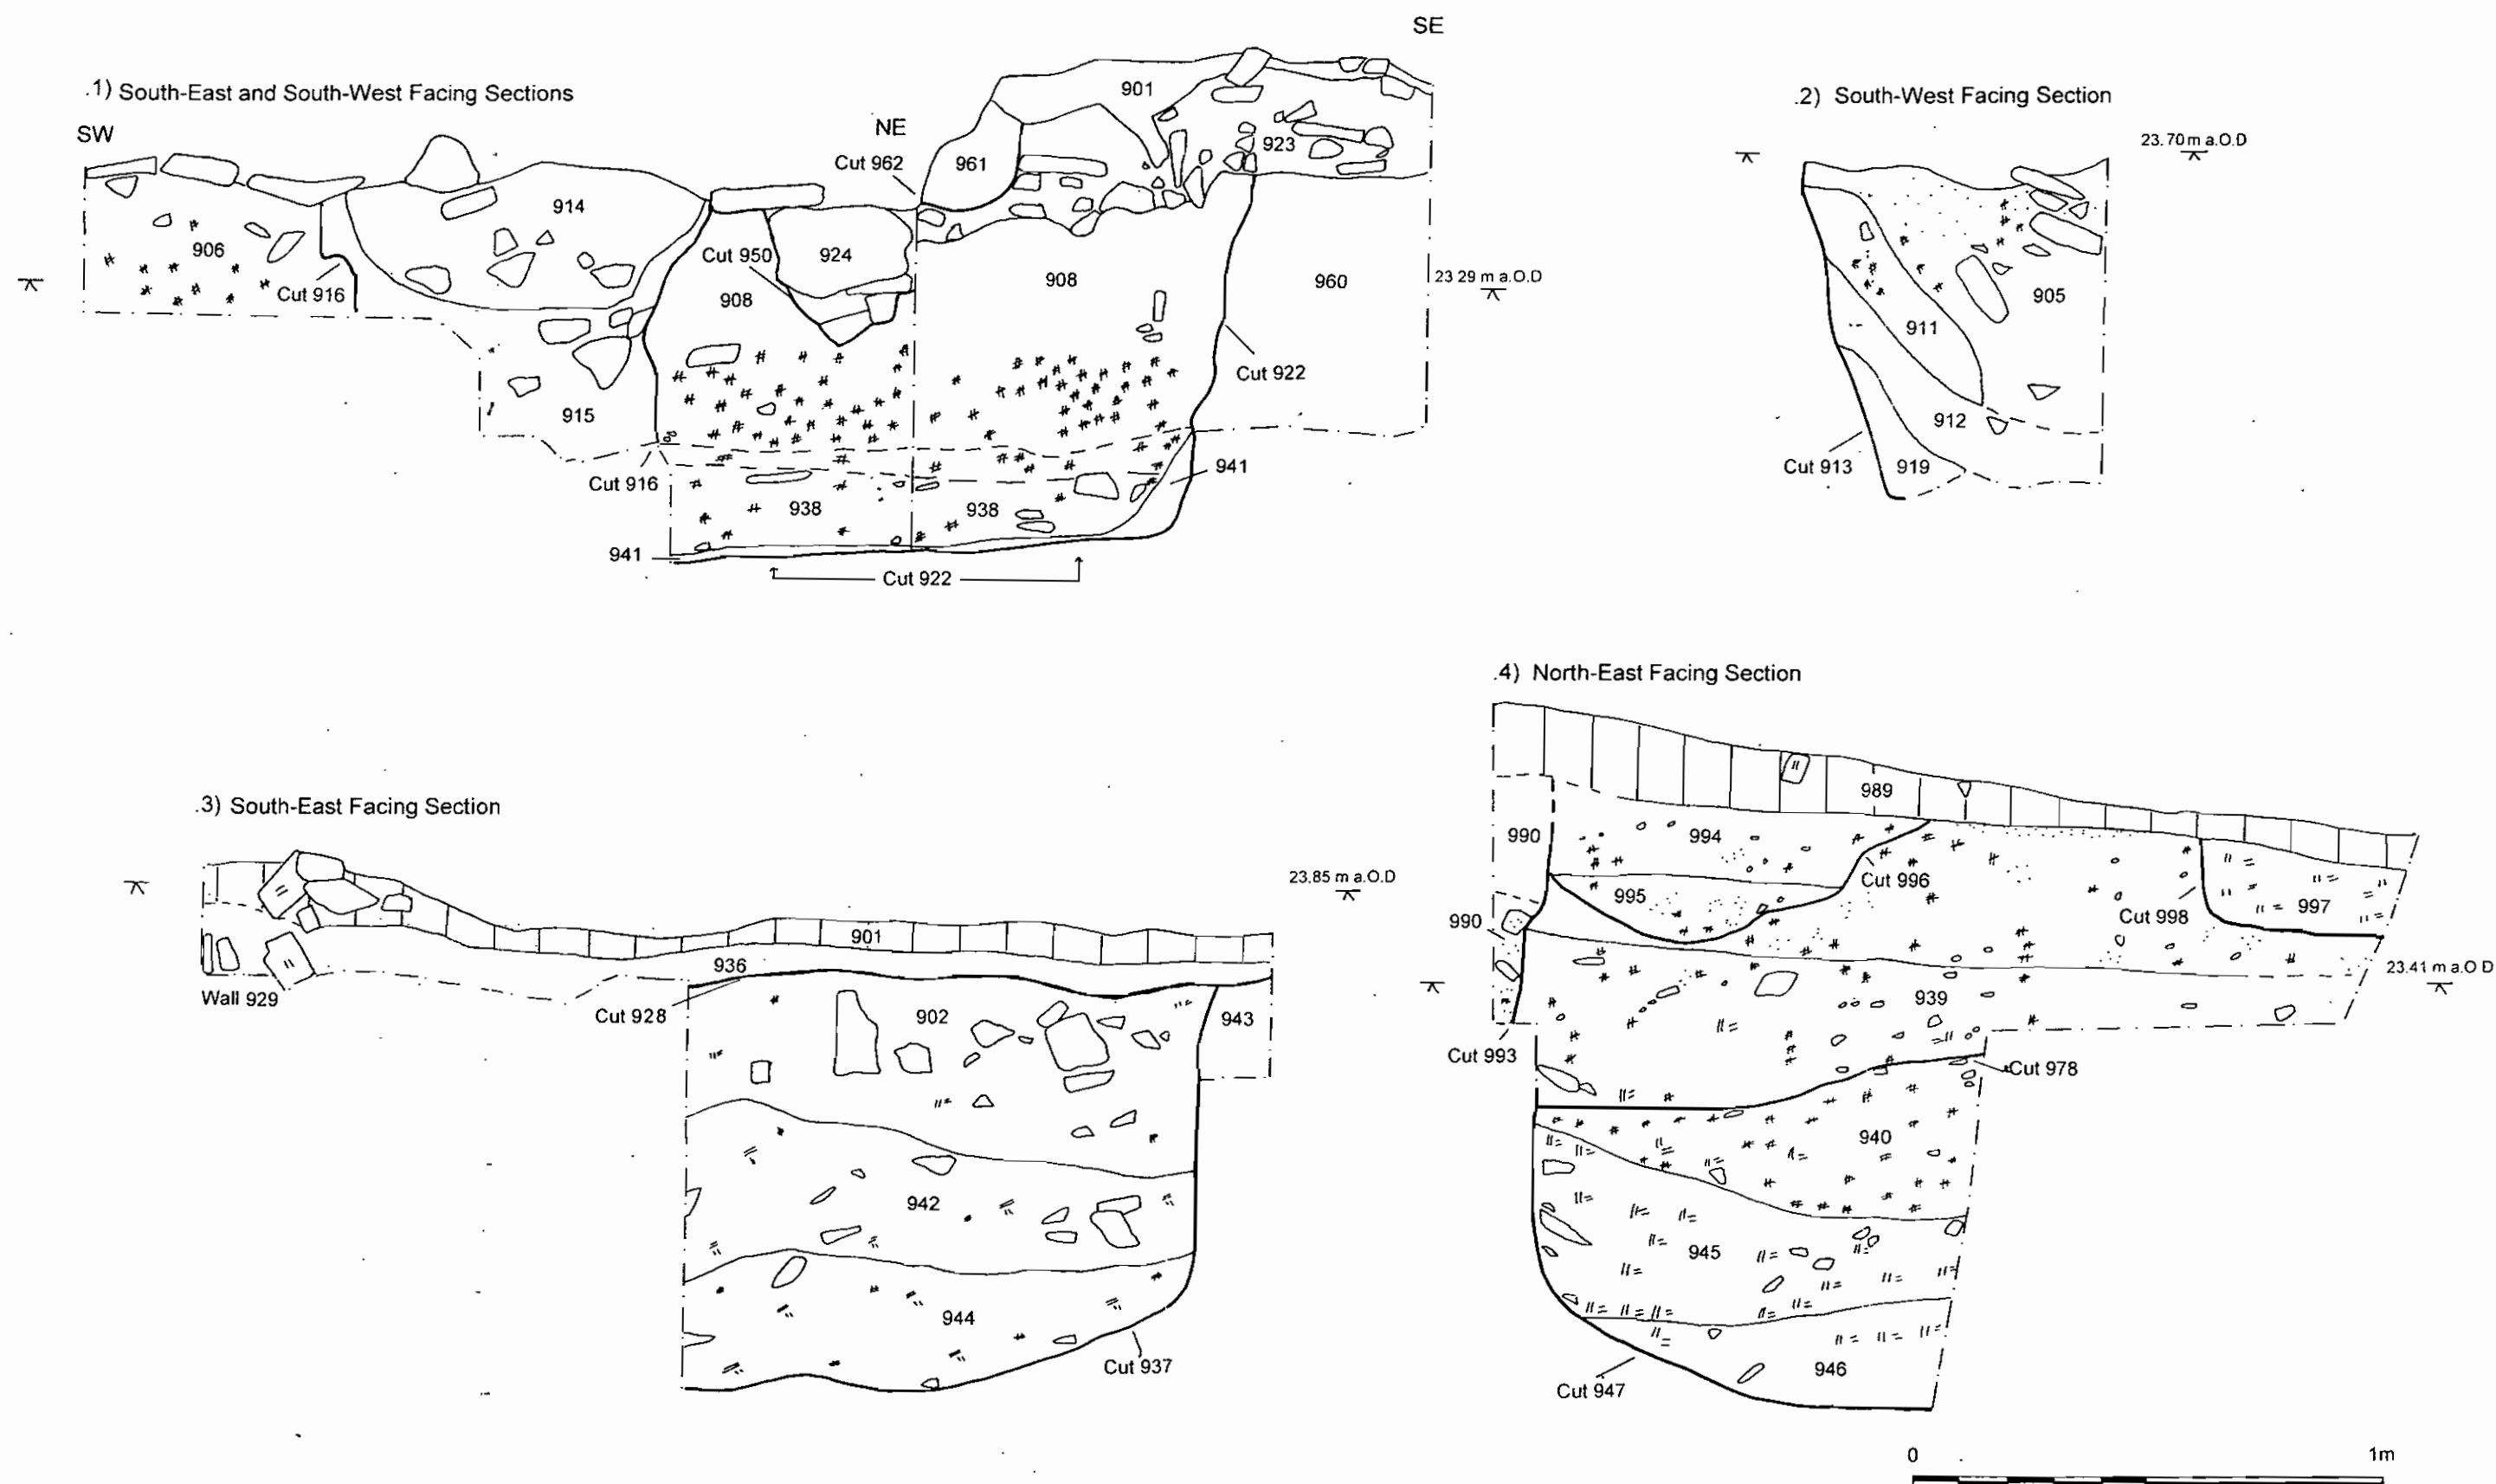 SE
.1) South-East and South-West Facing Sections
SW
NE
Cut 962
901
961
923
914
906
Cut 950
924
908
908
960
23 29 m a.O.D
Cut 916
915
Cut 922
Cut 916
941
938
938
941
Cut 922
.2) South-West Facing Section
23.70 m a.O.D
905
911
912
Cut 913
919
.3) South-East Facing Section
23.85 m a.O.D
901
936
Wall 929
Cut 928
902
943
942
944
Cut 937
.4) North-East Facing Section
989
990
994
995
Cut 996
990
Cut 998
997
23.41 m a.O D
939
Cut 993
Cut 978
940
945
946
Cut 947
0
1m